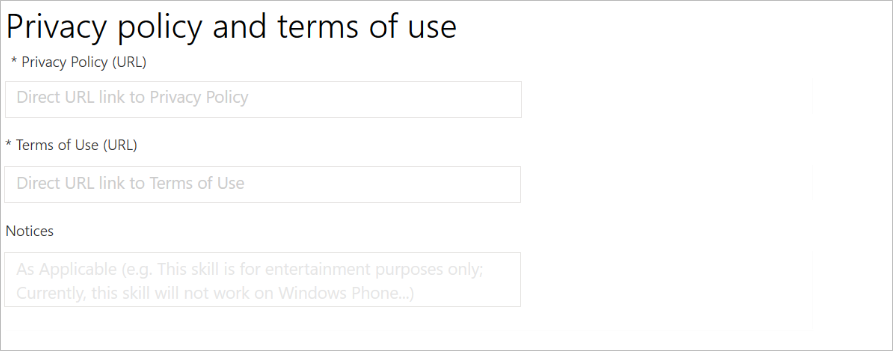 Privacy policy and terms of use
* Privacy Policy (URL)
Direct URL link to Privacy Policy
* Terms of Use (URL)
Direct URL link to Terms of Use
Notices
As Applicable (e.g. This skill is for entertainment purposes only;
Currently, this skill will not work on Windows Phone...)